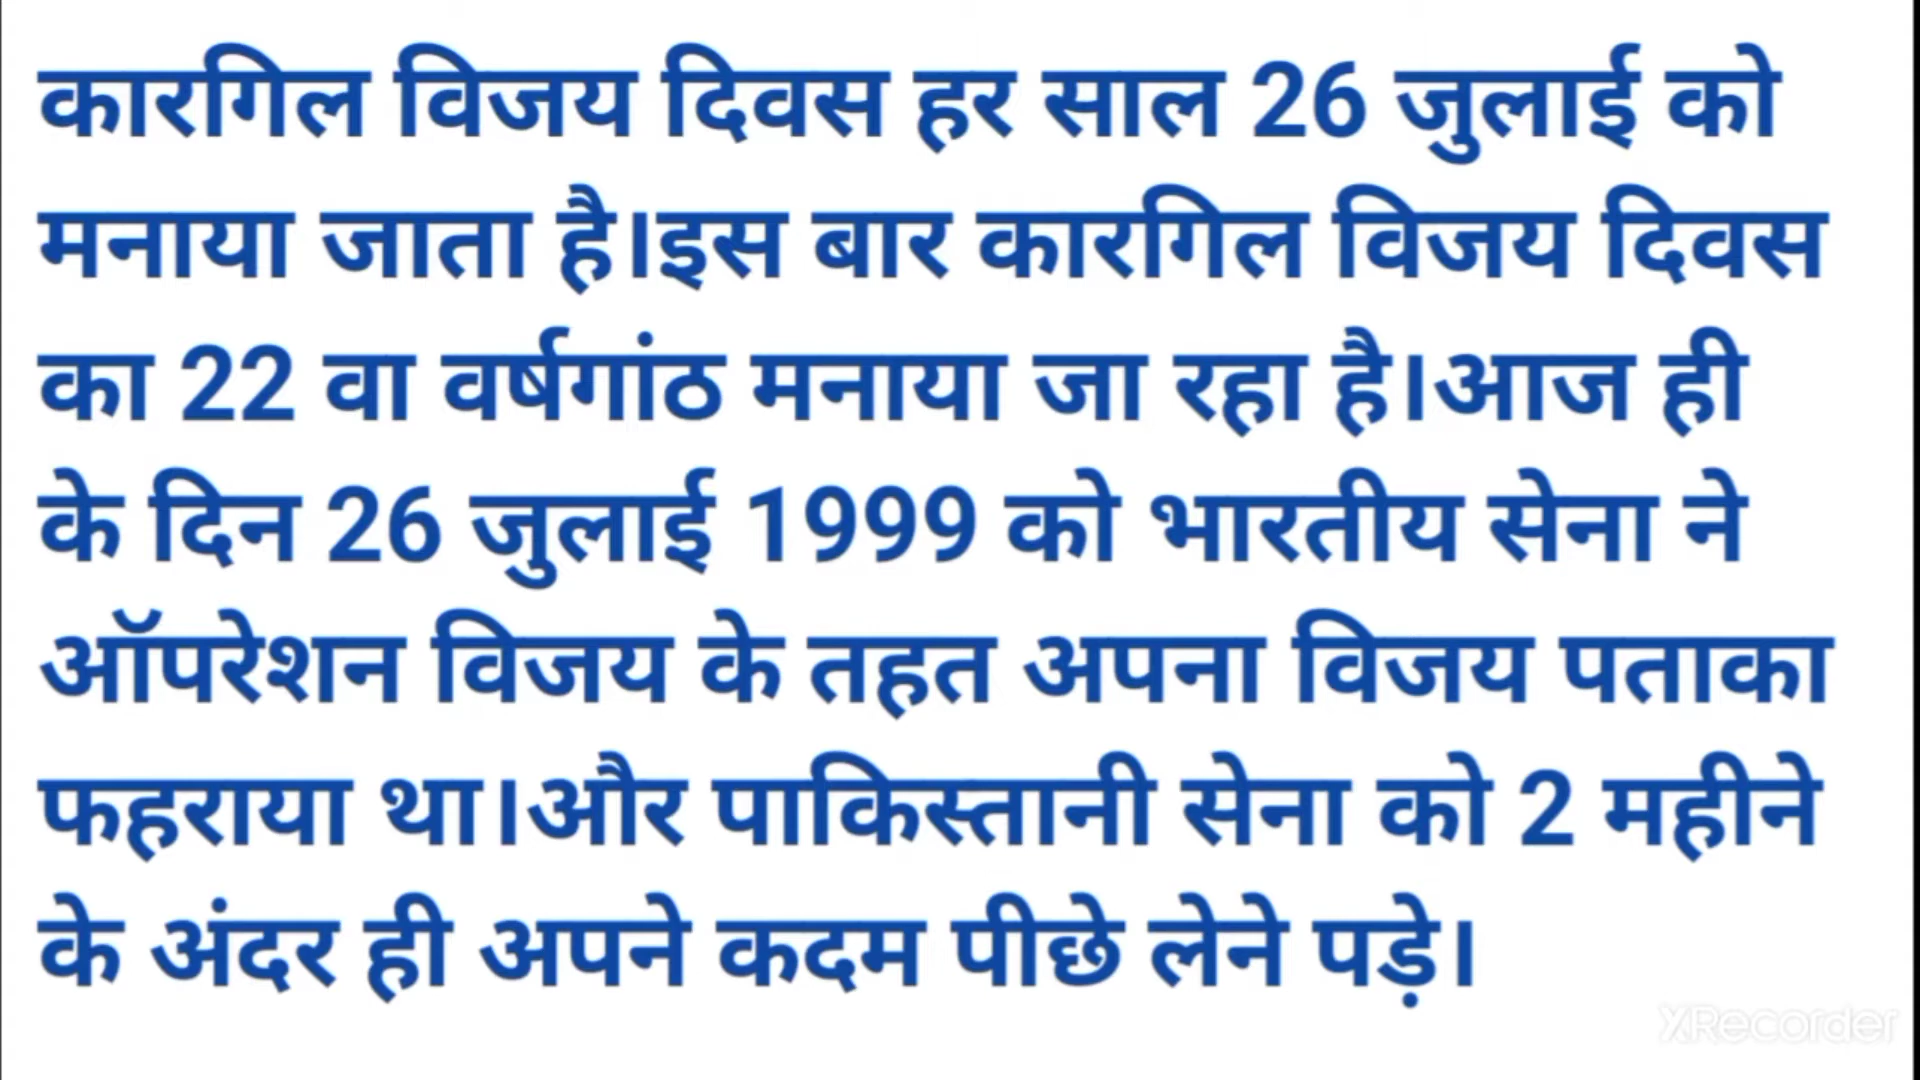 कारगिल विजय दिवस हर साल 26 जुलाई को
मनाया जाता है।इस बार कारगिल विजय दिवस
का 22 वा वर्षगांठ मनाया जा रहा है।आज ही
के दिन 26 जुलाई 1999 को भारतीय सेना ने
ऑपरेशन विजय के तहत अपना विजय पताका
फहराया था।और पाकिस्तानी सेना को 2 महीने
के अंदर ही अपने कदम पीछे लेने पड़े।
XRecorder